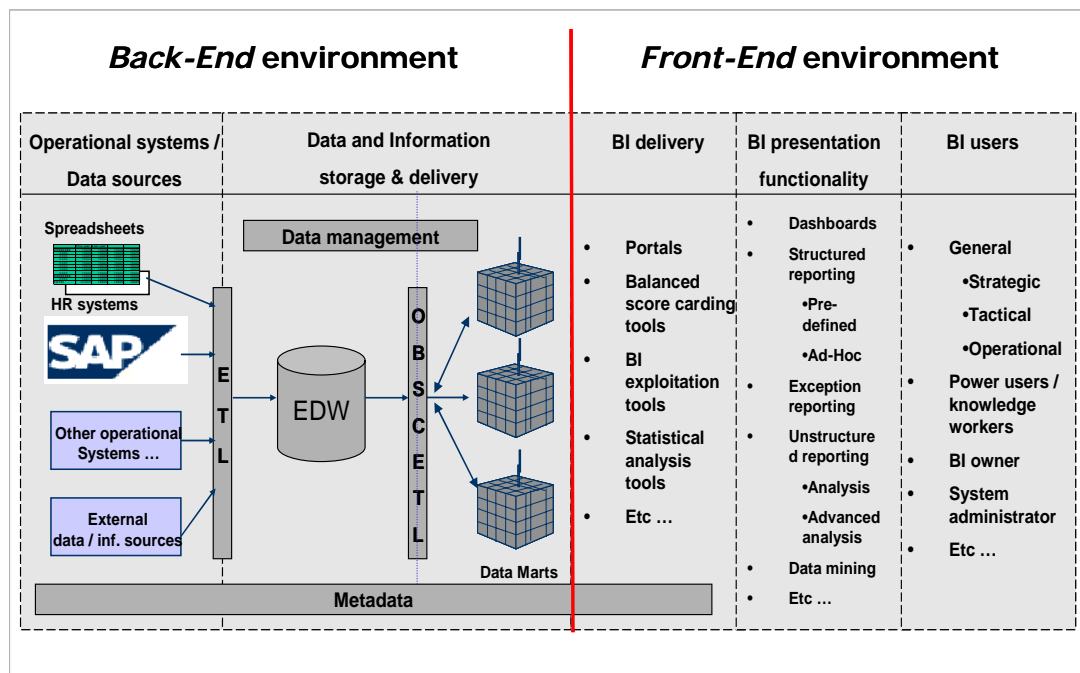 Back-End environment
Front-End environment
Operational systems /
Data sources
Data and Information
storage & delivery
BI delivery
BI presentation
functionality
BI users
Spreadsheets
HR systems
SAP
Other operational
Systems …
External
data / inf. sources
E
T
L
Data management
EDW
O
B
S
C
E
T
L
Data Marts
Metadata
• Portals
• Balanced
score carding
tools
• BI
exploitation
tools
• Statistical
analysis
tools
• Etc …
• Dashboards
• Structured
reporting
•Pre-
defined
•Ad-Hoc
• Exception
reporting
• Unstructure
d reporting
•Analysis
•Advanced
analysis
• Data mining
• Etc …
• General
•Strategic
•Tactical
•Operational
• Power users /
knowledge
workers
• BI owner
• System
administrator
• Etc …